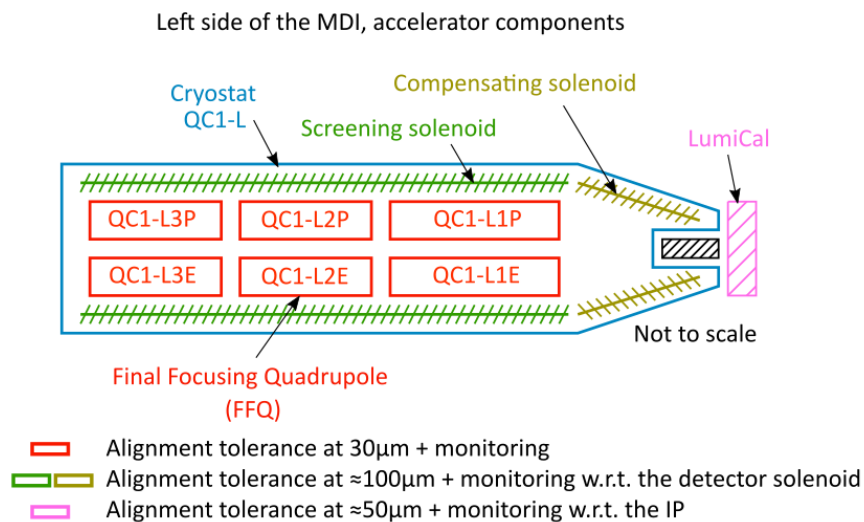 Left side of the MDI, accelerator components
Compensating solenoid
Cryostat
QC1-L
Screening solenoid
LumiCal
QC1-L3P
QC1-L2P
QC1-L1P
QC1-L3E
QC1-L2E
QC1-L1E
Not to scale
Final Focusing Quadrupole
(FFQ)
Alignment tolerance at 30μm + monitoring
Alignment tolerance at ≈100μm + monitoring w.r.t. the detector solenoid
Alignment tolerance at ≈50μm + monitoring w.r.t. the IP